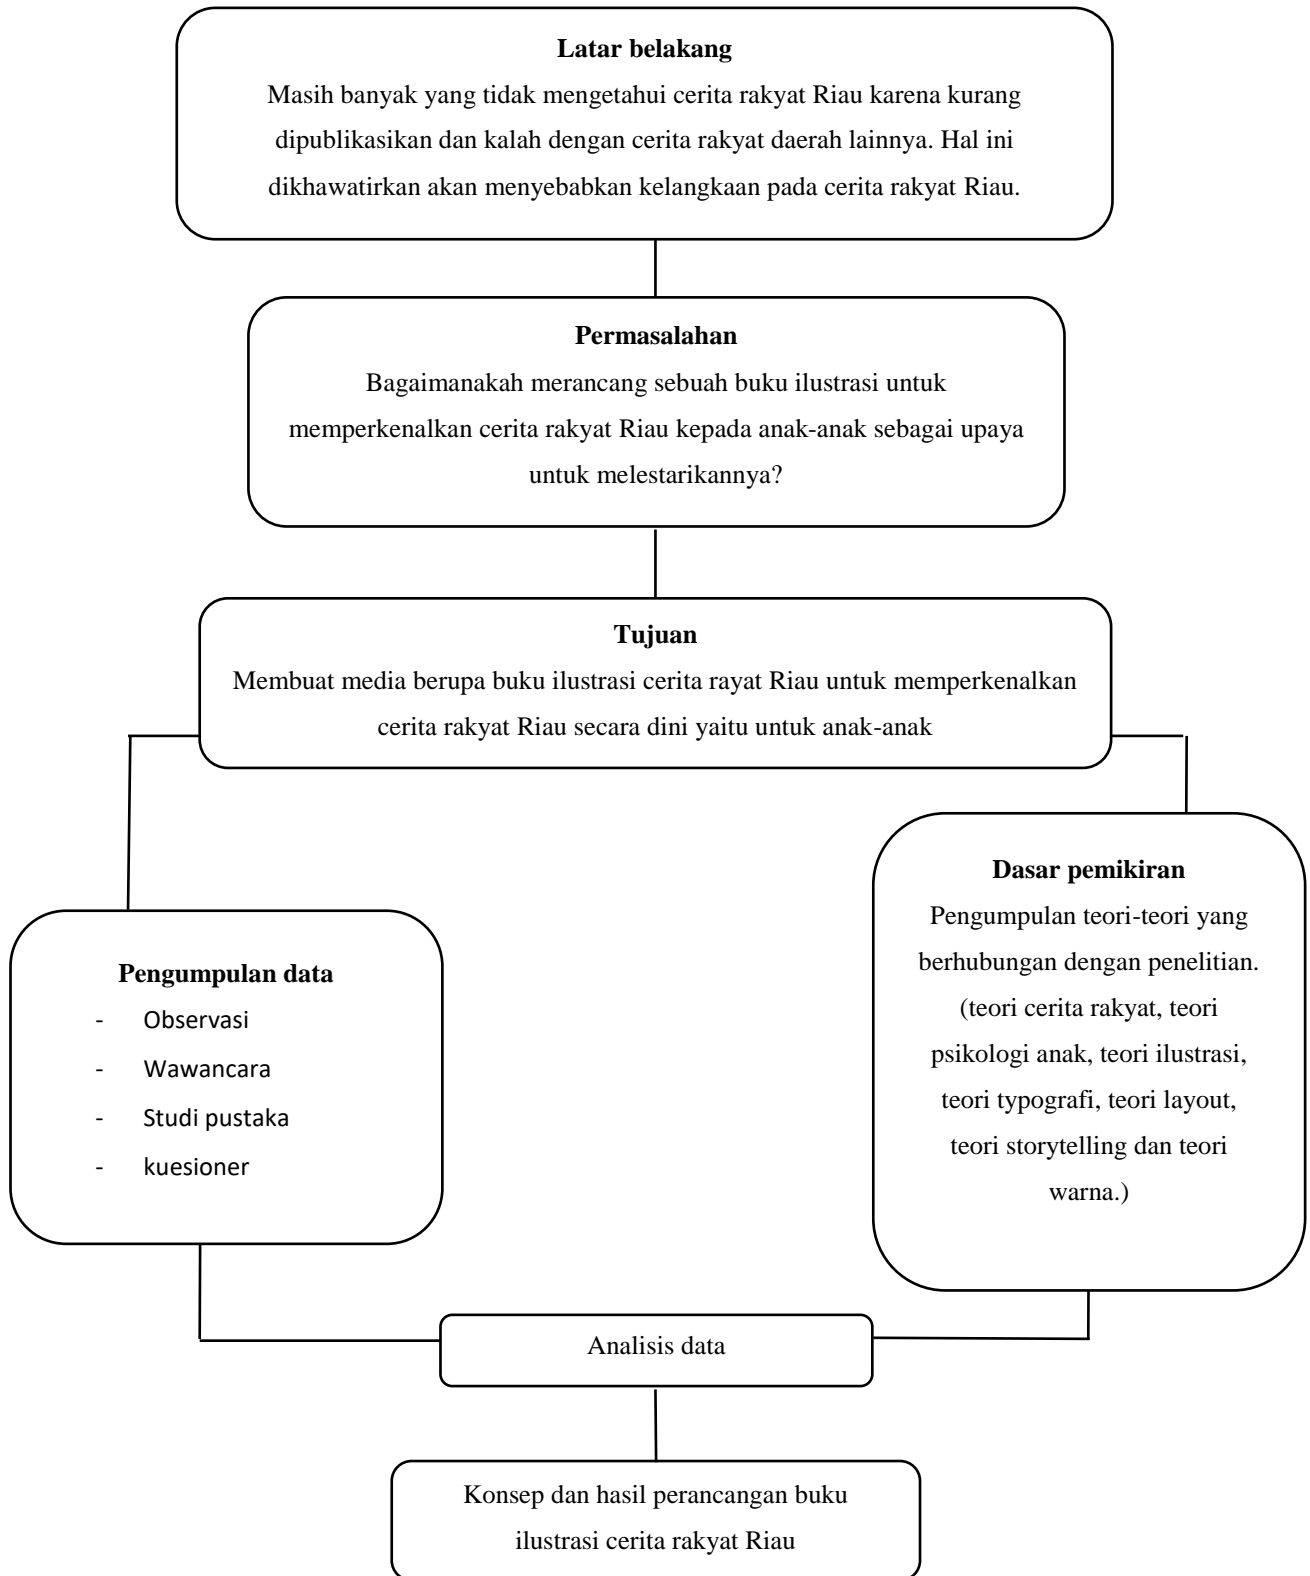 Latar belakang
Masih banyak yang tidak mengetahui cerita rakyat Riau karena kurang
dipublikasikan dan kalah dengan cerita rakyat daerah lainnya. Hal ini
dikhawatirkan akan menyebabkan kelangkaan pada cerita rakyat Riau.
Permasalahan
Bagaimanakah merancang sebuah buku ilustrasi untuk
memperkenalkan cerita rakyat Riau kepada anak-anak sebagai upaya
untuk melestarikannya?
Tujuan
Membuat media berupa buku ilustrasi cerita rayat Riau untuk memperkenalkan
cerita rakyat Riau secara dini yaitu untuk anak-anak
Pengumpulan data
- Observasi
- Wawancara
- Studi pustaka
- kuesioner
Dasar pemikiran
Pengumpulan teori-teori yang
berhubungan dengan penelitian.
(teori cerita rakyat, teori
psikologi anak, teori ilustrasi,
teori typografi, teori layout,
teori storytelling dan teori
warna.)
Analisis data
Konsep dan hasil perancangan buku
ilustrasi cerita rakyat Riau